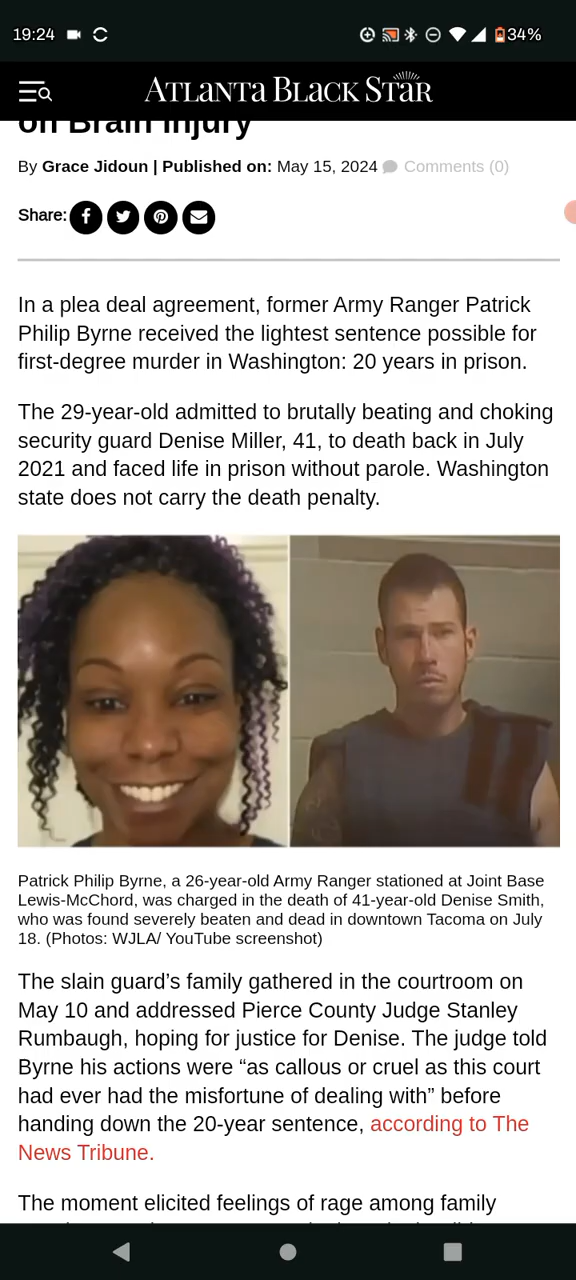 19:24
34%
ATLANTA BLACK STAR
on Brain Injury
By Grace Jidoun | Published on: May 15, 2024 Comments (0)
Share:
In a plea deal agreement, former Army Ranger Patrick
Philip Byrne received the lightest sentence possible for
first-degree murder in Washington: 20 years in prison.
The 29-year-old admitted to brutally beating and choking
security guard Denise Miller, 41, to death back in July
2021 and faced life in prison without parole. Washington
state does not carry the death penalty.
Patrick Philip Byrne, a 26-year-old Army Ranger stationed at Joint Base
Lewis-McChord, was charged in the death of 41-year-old Denise Smith,
who was found severely beaten and dead in downtown Tacoma on July
18. (Photos: WJLA/ YouTube screenshot)
The slain guard’s family gathered in the courtroom on
May 10 and addressed Pierce County Judge Stanley
Rumbaugh, hoping for justice for Denise. The judge told
Byrne his actions were “as callous or cruel as this court
had ever had the misfortune of dealing with” before
handing down the 20-year sentence, according to The
News Tribune.
The moment elicited feelings of rage among family